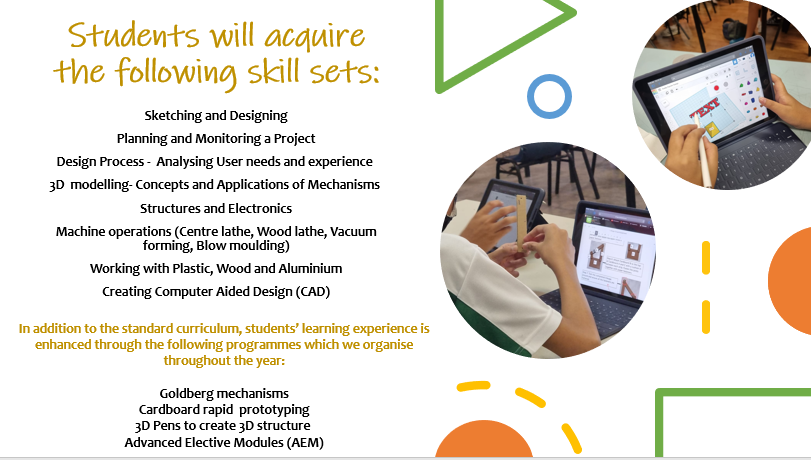 Students will acquire
the following skill sets:
Sketching and Designing
Planning and Monitoring a Project
Design Process - Analysing User needs and experience
3D modelling- Concepts and Applications of Mechanisms
Structures and Electronics
Machine operations (Centre lathe, Wood lathe, Vacuum
forming, Blow moulding)
Working with Plastic, Wood and Aluminium
Creating Computer Aided Design (CAD)
In addition to the standard curriculum, students' learning experience is
enhanced through the following programmes which we organise
throughout the year:
Goldberg mechanisms
Cardboard rapid prototyping
3D Pens to create 3D structure
Advanced Elective Modules (AEM)